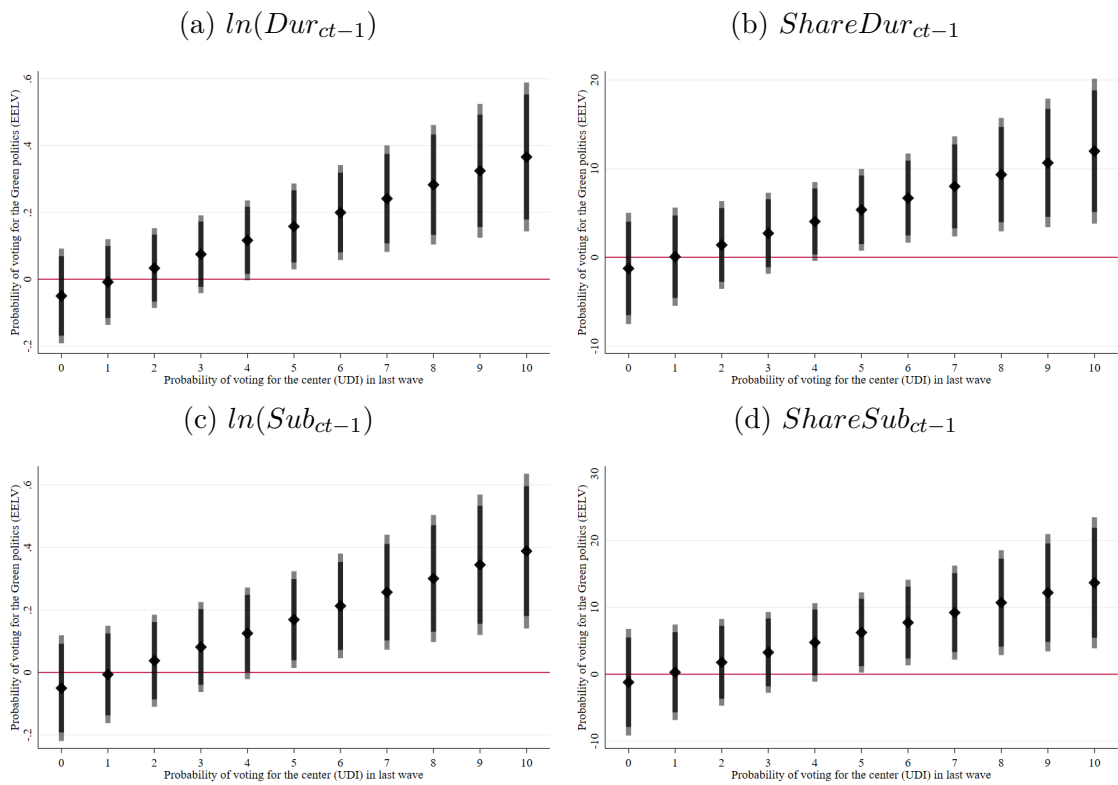 (a) ln(Dur_{ct−1})
(b) ShareDur_{ct−1}
Probability of voting for the Green politics (EELV)
.6
.4
.2
0
-.2
0 1 2 3 4 5 6 7 8 9 10
Probability of voting for the center (UDI) in last wave
Probability of voting for the Green politics (EELV)
20
10
0
-10
0 1 2 3 4 5 6 7 8 9 10
Probability of voting for the center (UDI) in last wave
(c) ln(Sub_{ct−1})
(d) ShareSub_{ct−1}
Probability of voting for the Green politics (EELV)
.6
.4
.2
0
-.2
0 1 2 3 4 5 6 7 8 9 10
Probability of voting for the center (UDI) in last wave
Probability of voting for the Green politics (EELV)
30
20
10
0
-10
0 1 2 3 4 5 6 7 8 9 10
Probability of voting for the center (UDI) in last wave